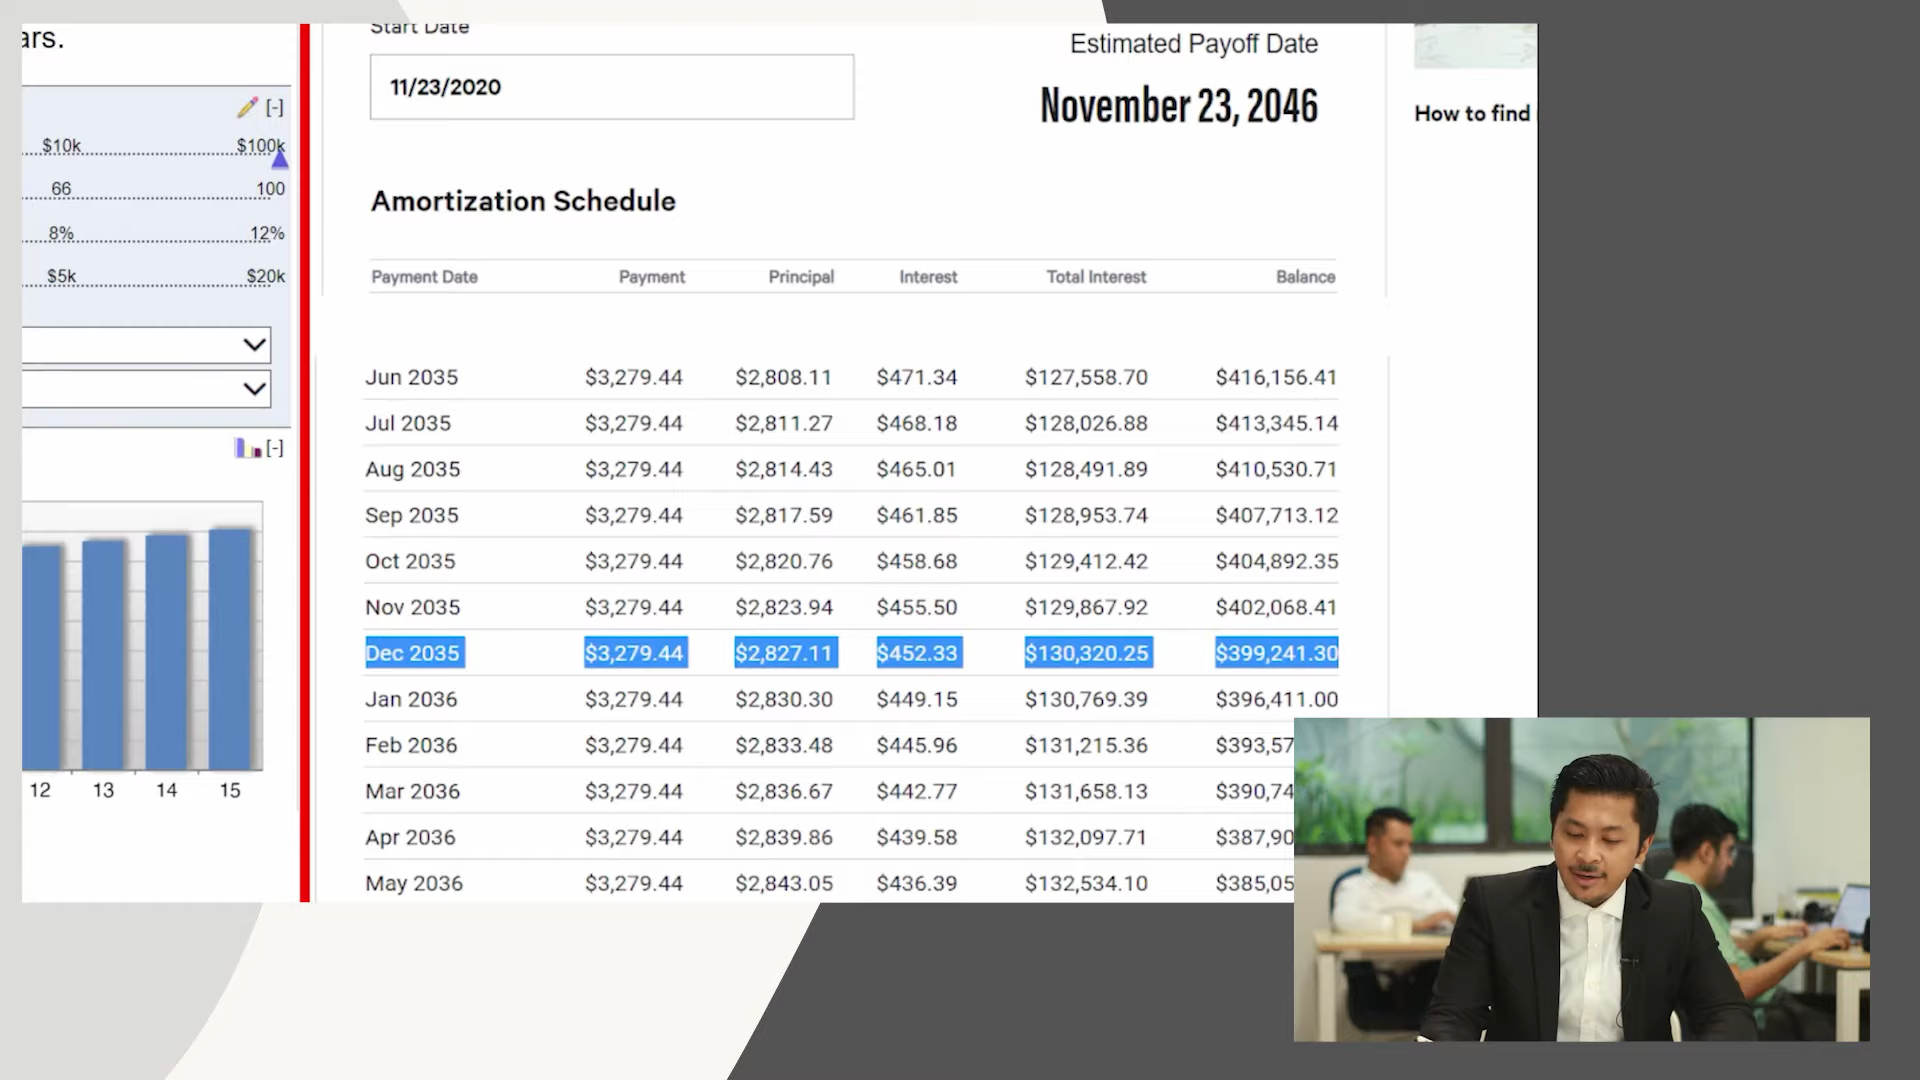 ars.
[-]
$10k $100k
66 100
8% 12%
$5k $20k
[-]
12 13 14 15
Start Date
11/23/2020
Estimated Payoff Date
November 23, 2046
Amortization Schedule
Payment Date Payment Principal Interest Total Interest Balance
Jun 2035 $3,279.44 $2,808.11 $471.34 $127,558.70 $416,156.41
Jul 2035 $3,279.44 $2,811.27 $468.18 $128,026.88 $413,345.14
Aug 2035 $3,279.44 $2,814.43 $465.01 $128,491.89 $410,530.71
Sep 2035 $3,279.44 $2,817.59 $461.85 $128,953.74 $407,713.12
Oct 2035 $3,279.44 $2,820.76 $458.68 $129,412.42 $404,892.35
Nov 2035 $3,279.44 $2,823.94 $455.50 $129,867.92 $402,068.41
Dec 2035 $3,279.44 $2,827.11 $452.33 $130,320.25 $399,241.30
Jan 2036 $3,279.44 $2,830.30 $449.15 $130,769.39 $396,411.00
Feb 2036 $3,279.44 $2,833.48 $445.96 $131,215.36 $393,57
Mar 2036 $3,279.44 $2,836.67 $442.77 $131,658.13 $390,74
Apr 2036 $3,279.44 $2,839.86 $439.58 $132,097.71 $387,90
May 2036 $3,279.44 $2,843.05 $436.39 $132,534.10 $385,05
How to find